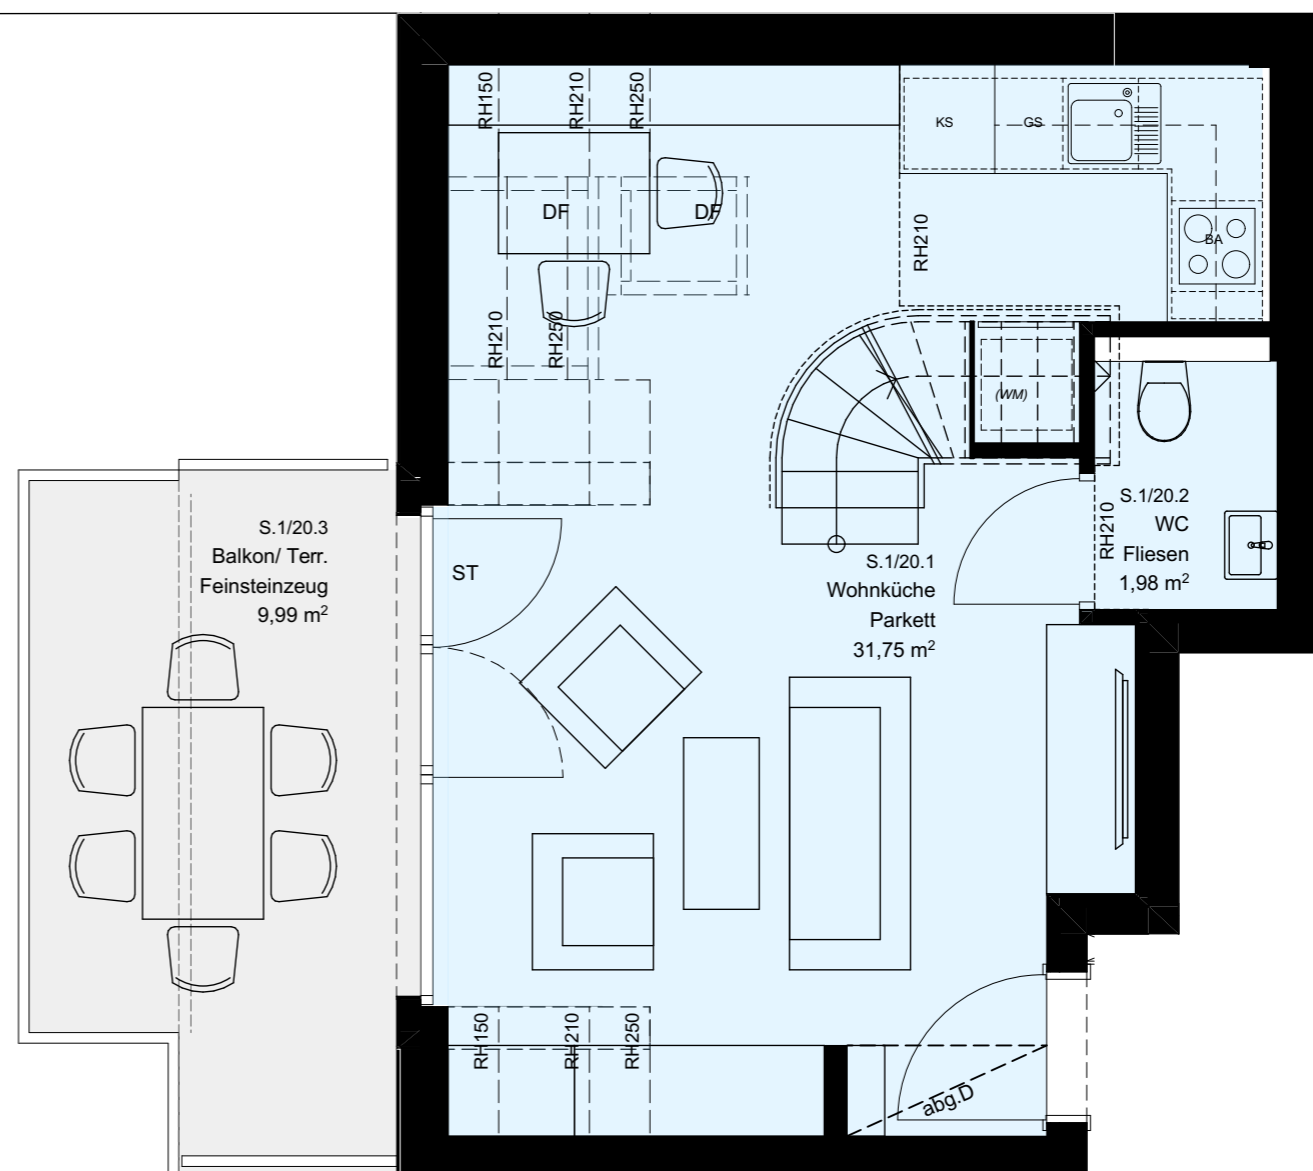 RH150
RH210
RH250
KS
GS
DF
DF
BA
RH210
RH210
RH250
(WM)
S.1/20.3
Balkon/ Terr.
Feinsteinzeug
9,99 m²
ST
S.1/20.1
Wohnküche
Parkett
31,75 m²
RH210
S.1/20.2
WC
Fliesen
1,98 m²
RH150
RH210
RH250
abg.D